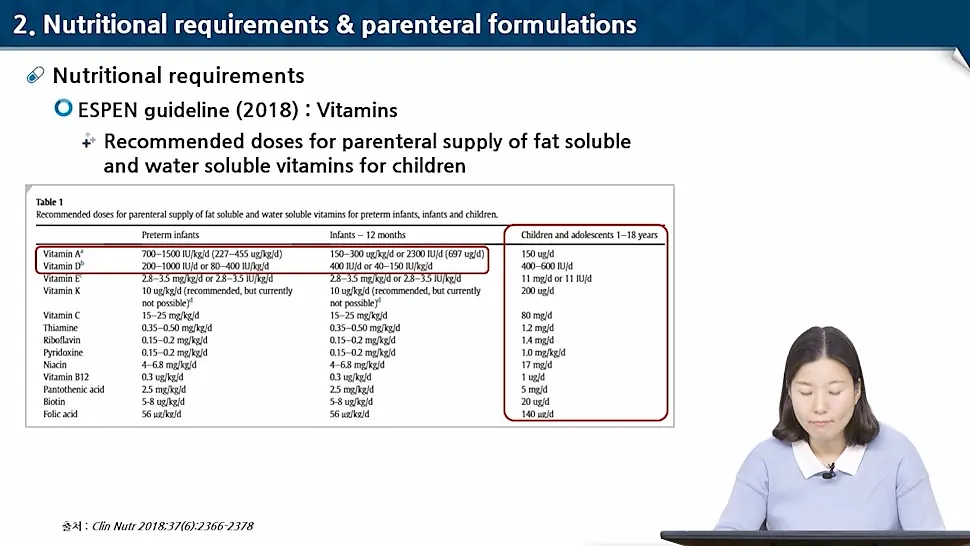 2. Nutritional requirements & parenteral formulations
Nutritional requirements
ESPEN guideline (2018) : Vitamins
Recommended doses for parenteral supply of fat soluble
and water soluble vitamins for children
Table 1
Recommended doses for parenteral supply of fat soluble and water soluble vitamins for preterm infants, infants and children.
Preterm infants Infants – 12 months Children and adolescents 1–18 years
Vitamin Aª 700–1500 IU/kg/d (227–455 ug/kg/d) 150–300 ug/kg/d or 2300 IU/d (697 ug/d) 150 ug/d
Vitamin Dᵇ 200–1000 IU/d or 80–400 IU/kg/d 400 IU/d or 40–150 IU/kg/d 400–600 IU/d
Vitamin Eᶜ 2.8–3.5 mg/kg/d or 2.8–3.5 IU/kg/d 2.8–3.5 mg/kg/d or 2.8–3.5 IU/kg/d 11 mg/d or 11 IU/d
Vitamin K 10 ug/kg/d (recommended, but currently 10 ug/kg/d (recommended, but currently 200 ug/d
not possible)ᵈ not possible)ᵈ
Vitamin C 15–25 mg/kg/d 15–25 mg/kg/d 80 mg/d
Thiamine 0.35–0.50 mg/kg/d 0.35–0.50 mg/kg/d 1.2 mg/d
Riboflavin 0.15–0.2 mg/kg/d 0.15–0.2 mg/kg/d 1.4 mg/d
Pyridoxine 0.15–0.2 mg/kg/d 0.15–0.2 mg/kg/d 1.0 mg/kg/d
Niacin 4–6.8 mg/kg/d 4–6.8 mg/kg/d 17 mg/d
Vitamin B12 0.3 ug/kg/d 0.3 ug/kg/d 1 ug/d
Pantothenic acid 2.5 mg/kg/d 2.5 mg/kg/d 5 mg/d
Biotin 5-8 ug/kg/d 5-8 ug/kg/d 20 ug/d
Folic acid 56 μg/kg/d 56 μg/kg/d 140 μg/d
출처 : Clin Nutr 2018;37(6):2366-2378